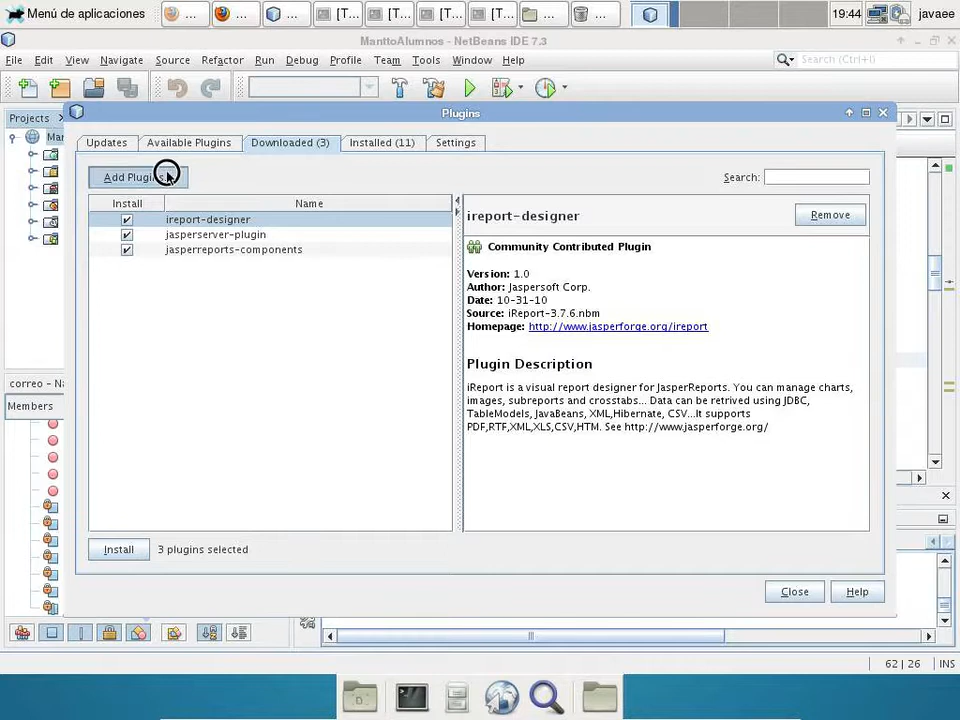 Menú de aplicaciones
...
...
...
[T...
[T...
[T...
[T...
...
...
19:44
javaee
ManttoAlumnos - NetBeans IDE 7.3
File Edit View Navigate Source Refactor Run Debug Profile Team Tools Window Help
Search (Ctrl+I)
Plugins
Projects
Updates
Available Plugins
Downloaded (3)
Installed (11)
Settings
Add Plugins...
Search:
Install
Name
ireport-designer
jasperserver-plugin
jasperreports-components
ireport-designer
Remove
Community Contributed Plugin
Version: 1.0
Author: Jaspersoft Corp.
Date: 10-31-10
Source: iReport-3.7.6.nbm
Homepage: http://www.jasperforge.org/ireport
Plugin Description
iReport is a visual report designer for JasperReports. You can manage charts,
images, subreports and crosstabs... Data can be retrived using JDBC,
TableModels, JavaBeans, XML,Hibernate, CSV...It supports
PDF,RTF,XML,XLS,CSV,HTM. See http://www.jasperforge.org/
correo - Na
Members
Install
3 plugins selected
Close
Help
62 | 26
INS